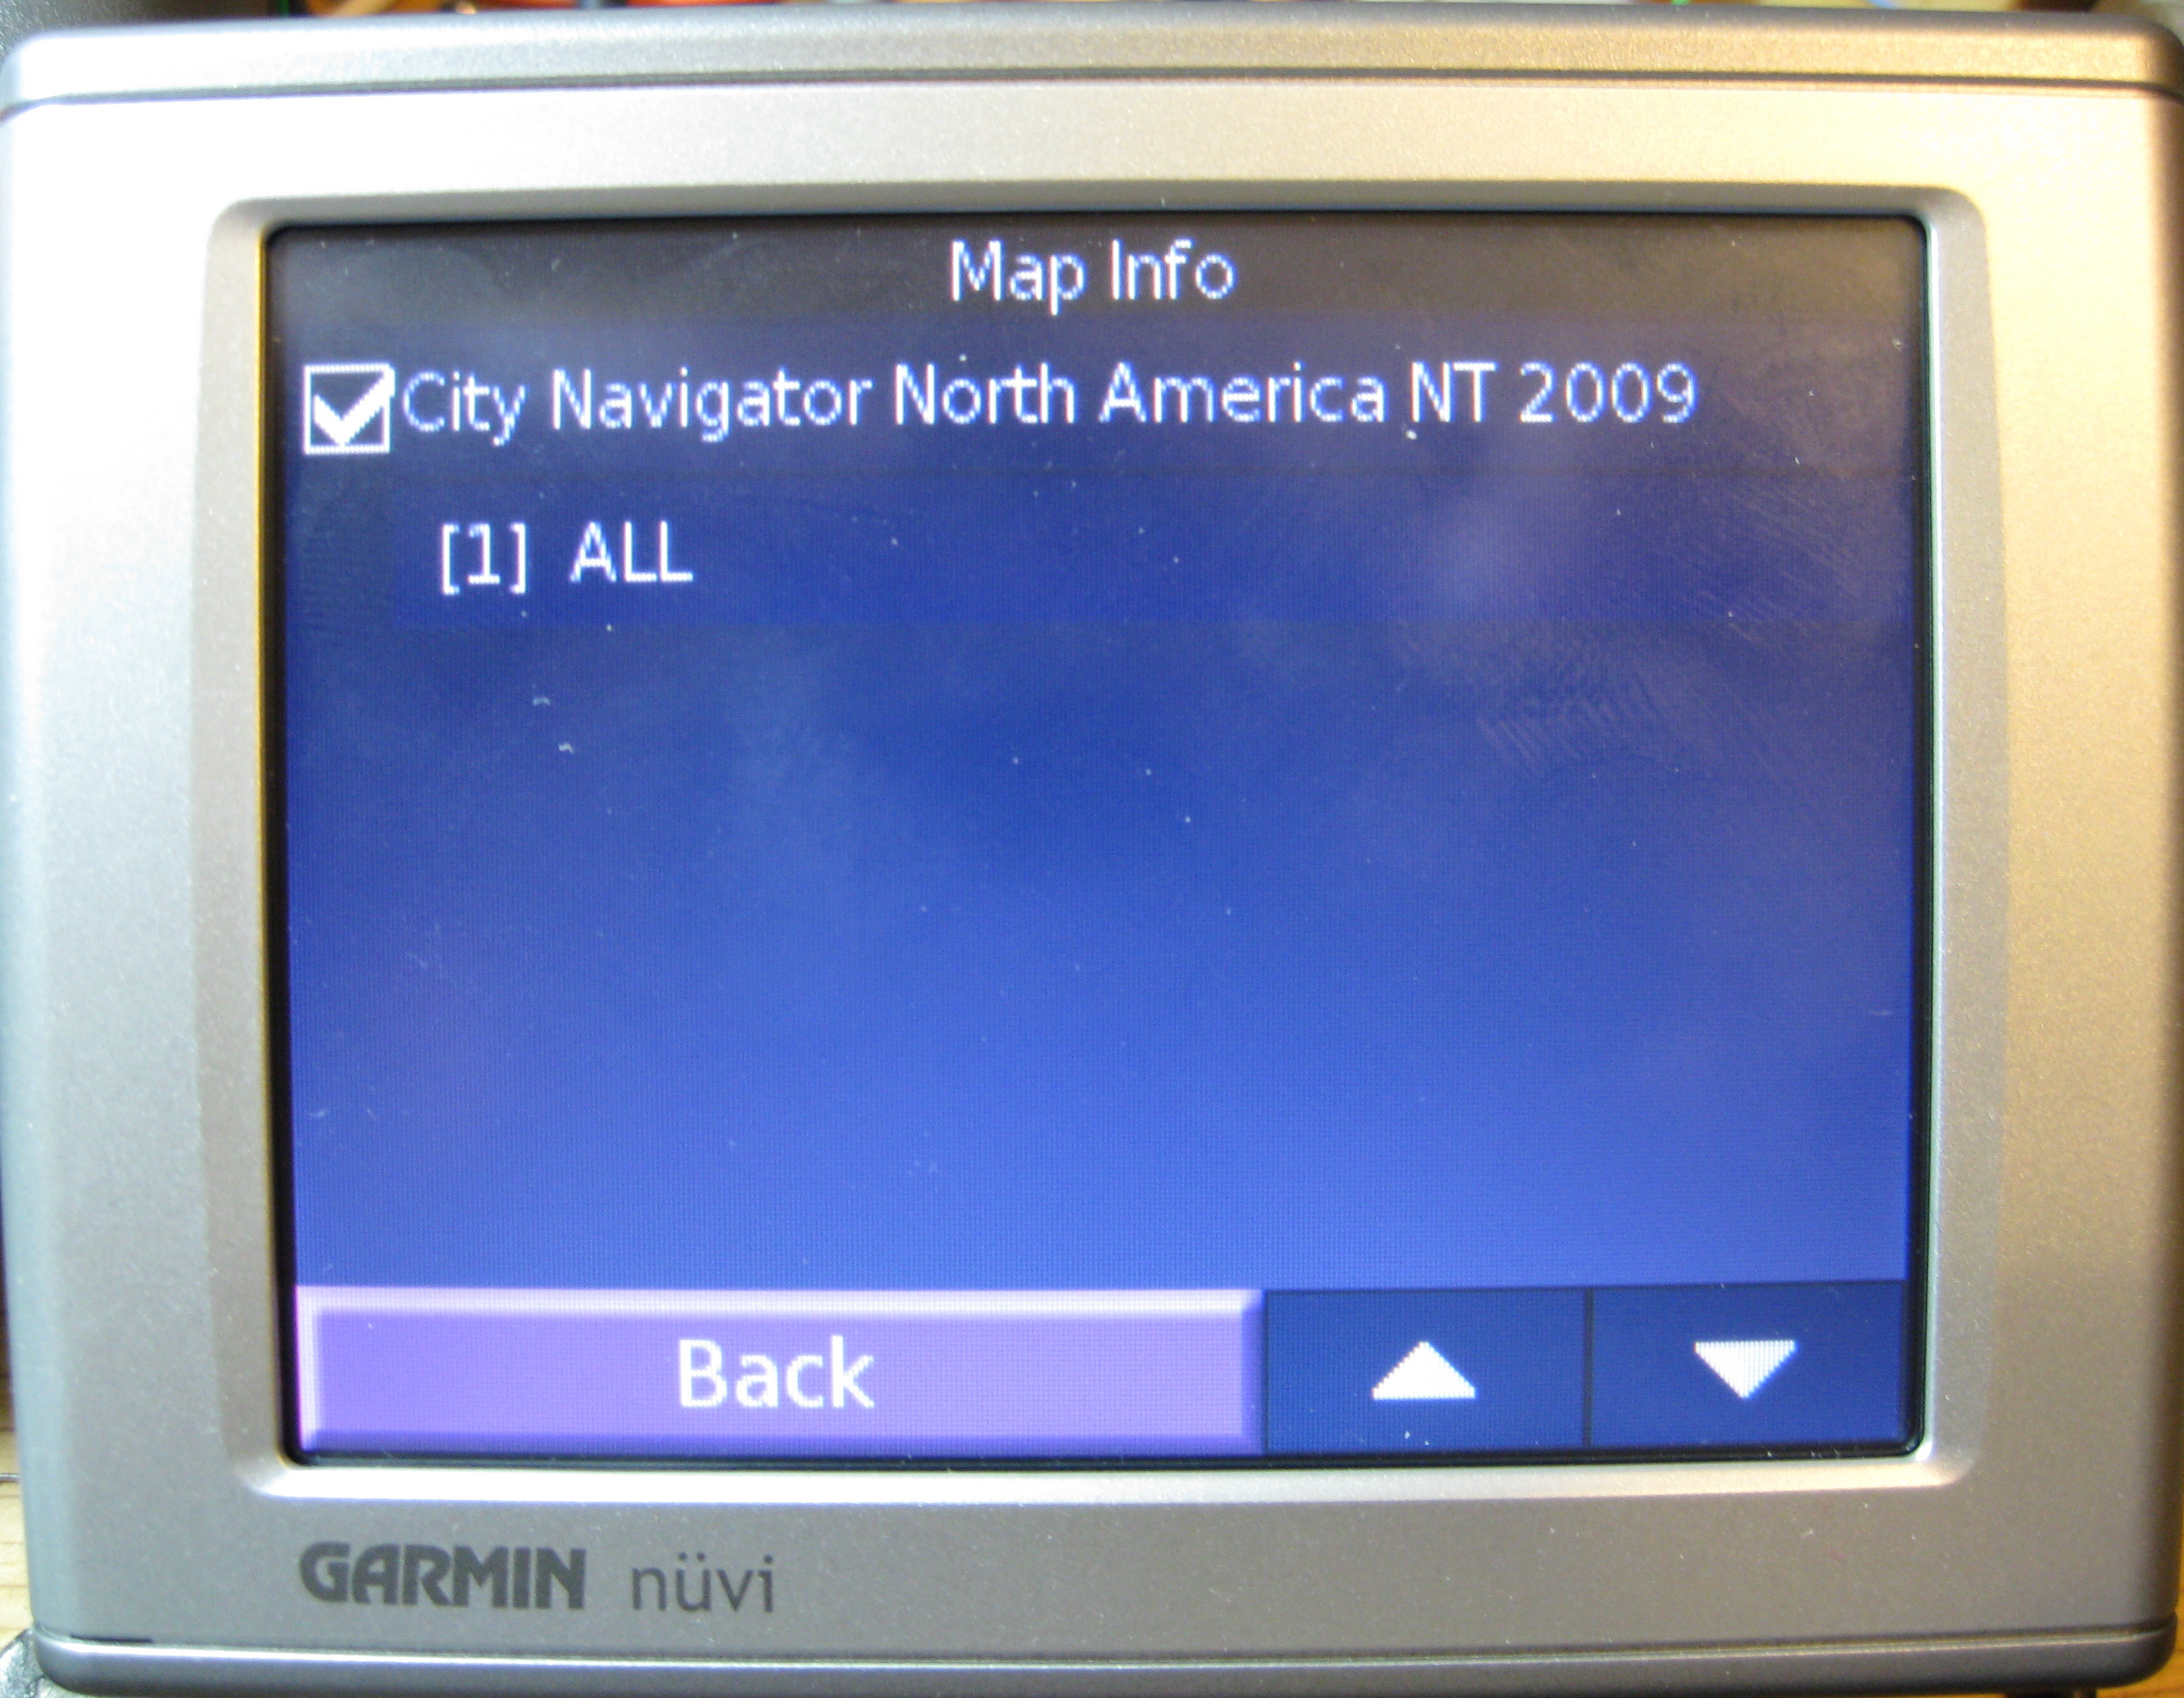 Map Info
City Navigator North America NT 2009
[1] ALL
Back
GARMIN nüvi